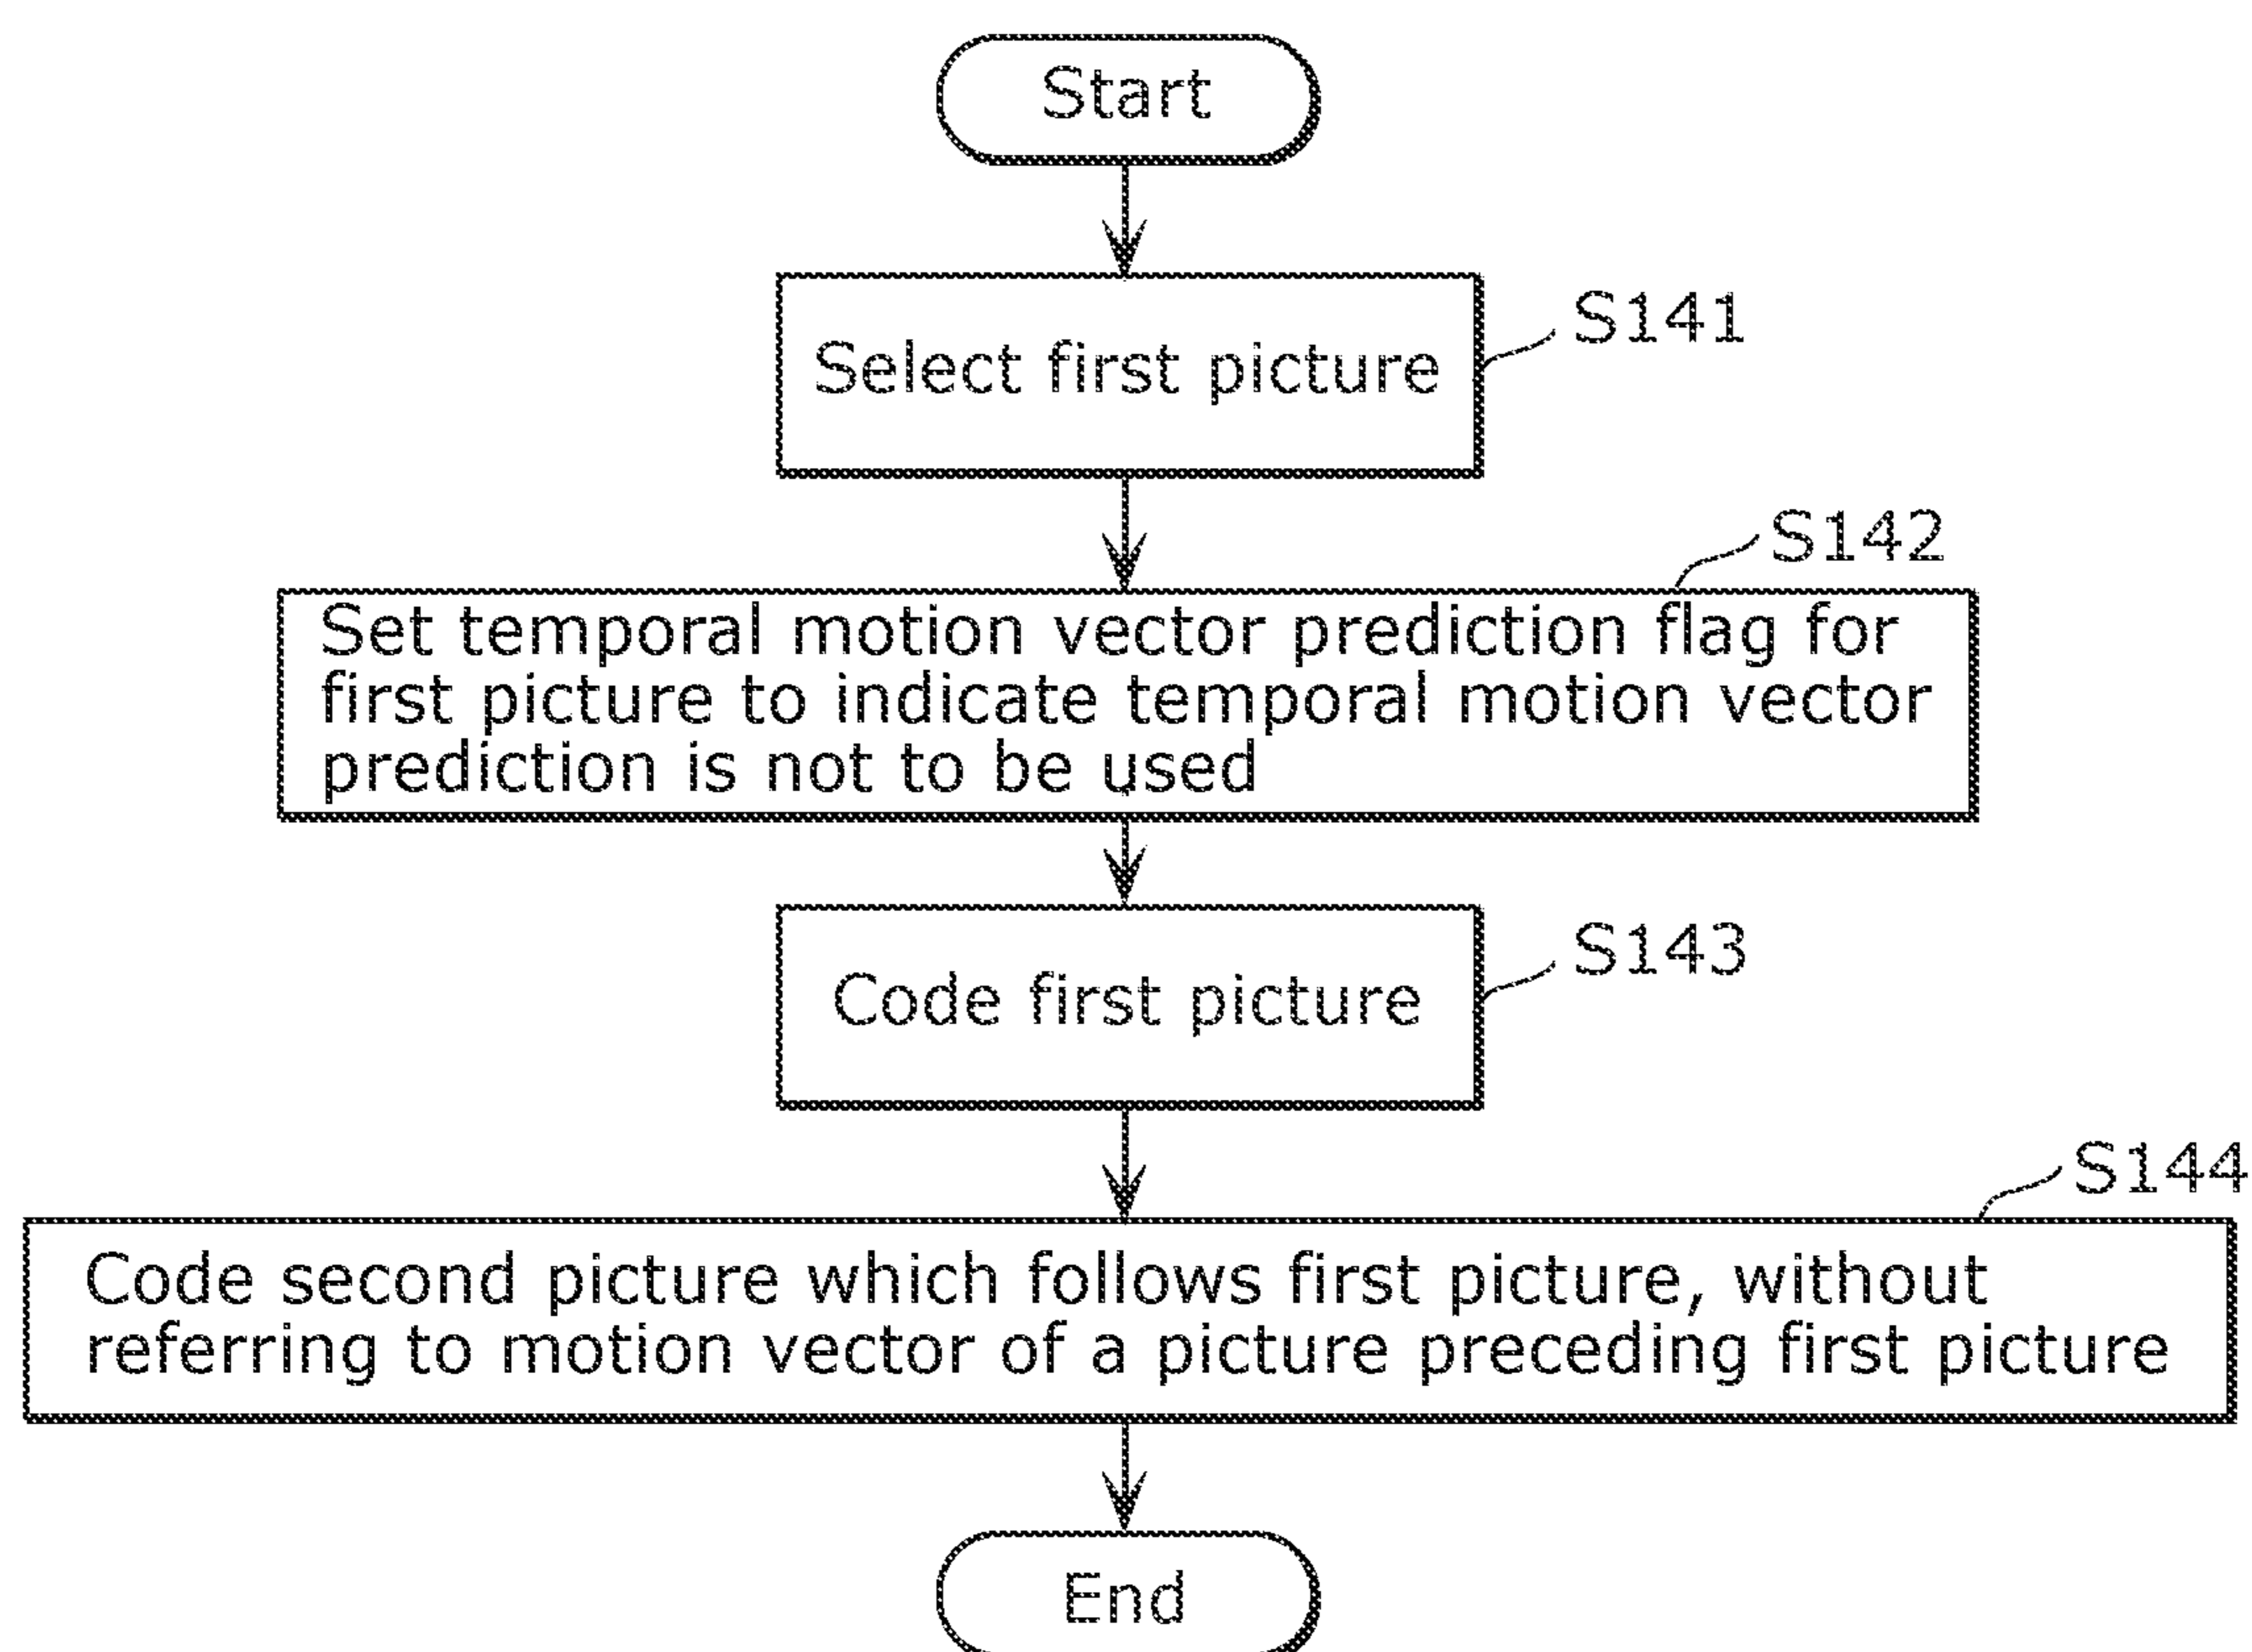 Start
S141
Select first picture
S142
Set temporal motion vector prediction flag for
first picture to indicate temporal motion vector
prediction is not to be used
S143
Code first picture
S144
Code second picture which follows first picture, without
referring to motion vector of a picture preceding first picture
End